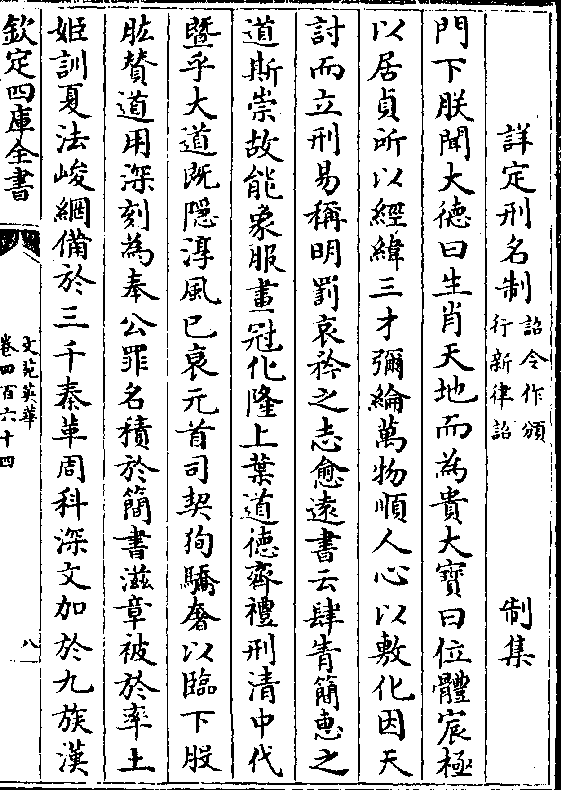 詳定刑名制詔令作頒行新律詔 制集
門下朕聞大德曰生肖天地而為貴大寶曰位體宸極
以居貞所以經緯三才彌綸萬物順人心以敷化因天
討而立刑易稱明罰哀矜之志愈遠書云肆眚簡恵之
道斯崇故能象服畫冠化隆上葉道徳齊禮刑清中代
暨乎大道既隱淳風已衰元首司契徇驕奢以臨下股
肱賛道用深刻為奉公罪名積於簡書滋章被於率土
姬訓夏法峻網備於三千秦革周科深文加於九族漢
欽定四庫全書
文苑英華
卷四百六十四
八